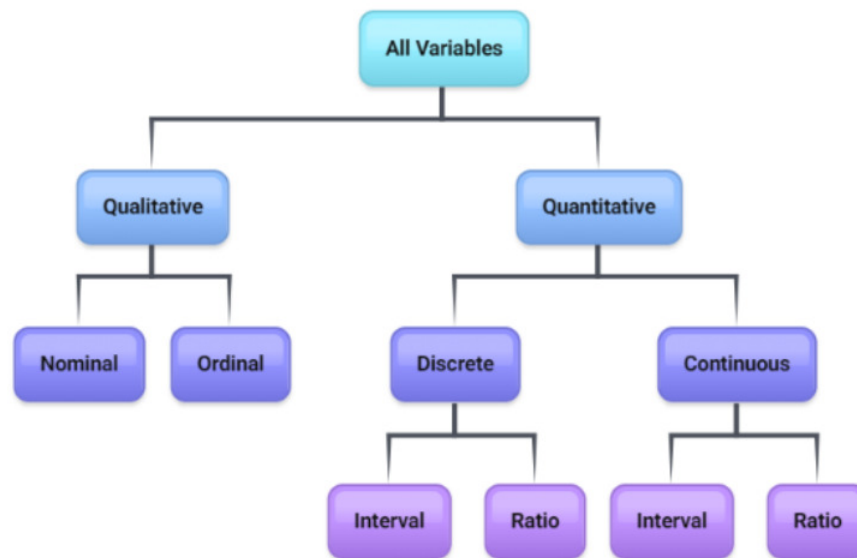 All Variables
Qualitative
Quantitative
Nominal
Ordinal
Discrete
Continuous
Interval
Ratio
Interval
Ratio